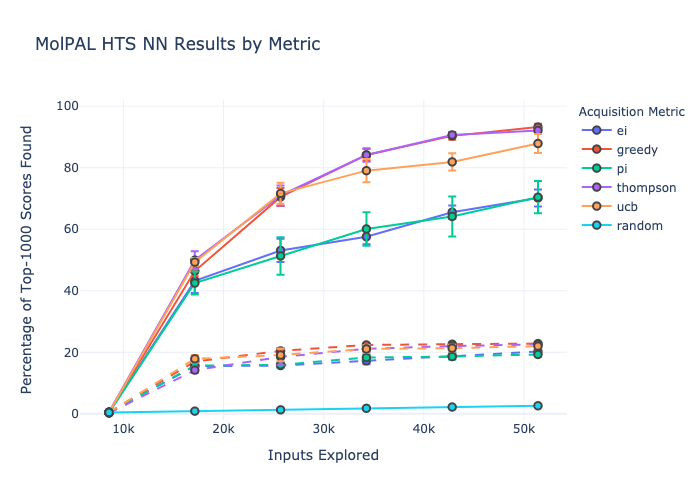 MolPAL HTS NN Results by Metric
Percentage of Top-1000 Scores Found
100
80
60
40
20
0
10k
20k
30k
40k
50k
Inputs Explored
Acquisition Metric
ei
greedy
pi
thompson
ucb
random